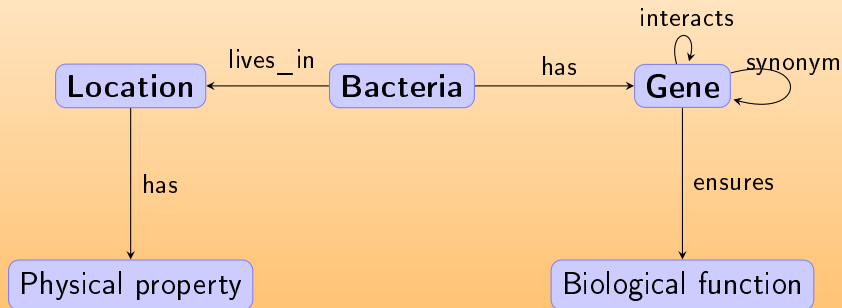 interacts
synonym
lives_in
has
Location
Bacteria
Gene
has
ensures
Physical property
Biological function